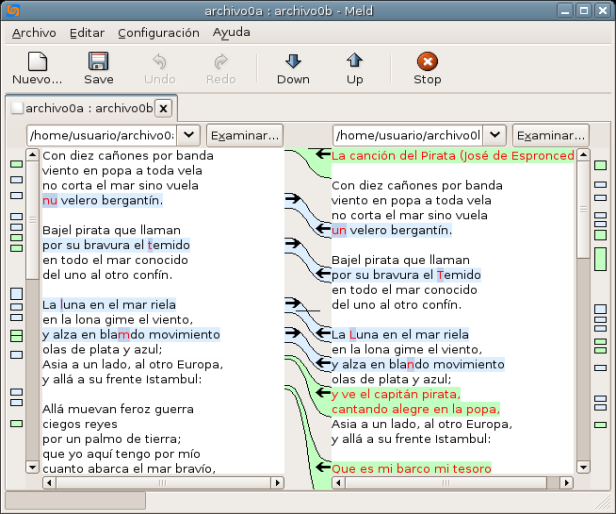 archivo0a : archivo0b - Meld
Archivo Editar Configuración Ayuda
Nuevo... Save Undo Redo Down Up Stop
archivo0a : archivo0b
/home/usuario/archivo0 Examinar... /home/usuario/archivo0 Examinar...
Con diez cañones por banda
viento en popa a toda vela
no corta el mar sino vuela
nu velero bergantín.
Bajel pirata que llaman
por su bravura el temido
en todo el mar conocido
del uno al otro confín.
La luna en el mar riela
en la lona gime el viento,
y alza en blamdo movimiento
olas de plata y azul;
Asia a un lado, al otro Europa,
y allá a su frente Istambul:
Allá muevan feroz guerra
ciegos reyes
por un palmo de tierra;
que yo aquí tengo por mío
cuanto abarca el mar bravío,
La canción del Pirata (José de Espronced
Con diez cañones por banda
viento en popa a toda vela
no corta el mar sino vuela
un velero bergantín.
Bajel pirata que llaman
por su bravura el Temido
en todo el mar conocido
del uno al otro confín.
La Luna en el mar riela
en la lona gime el viento,
y alza en blando movimiento
olas de plata y azul;
y ve el capitán pirata,
cantando alegre en la popa,
Asia a un lado, al otro Europa,
y allá a su frente Istambul:
Que es mi barco mi tesoro